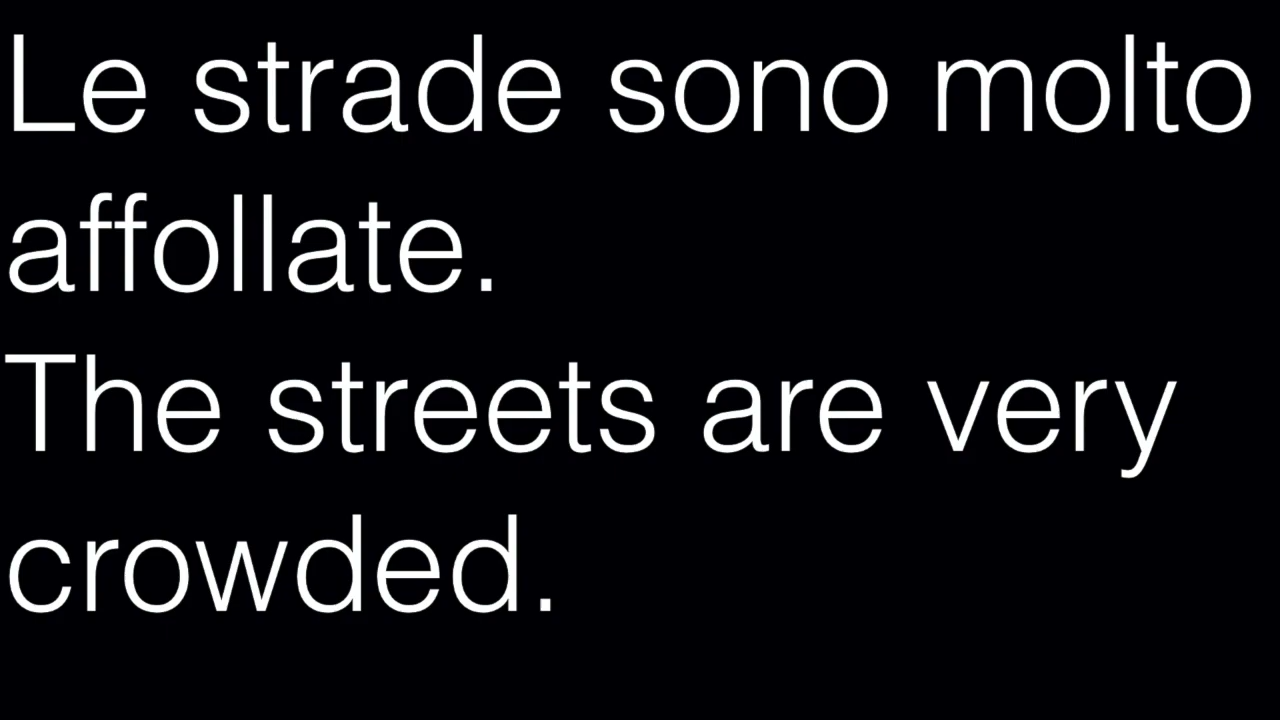 Le strade sono molto
affollate.
The streets are very
crowded.